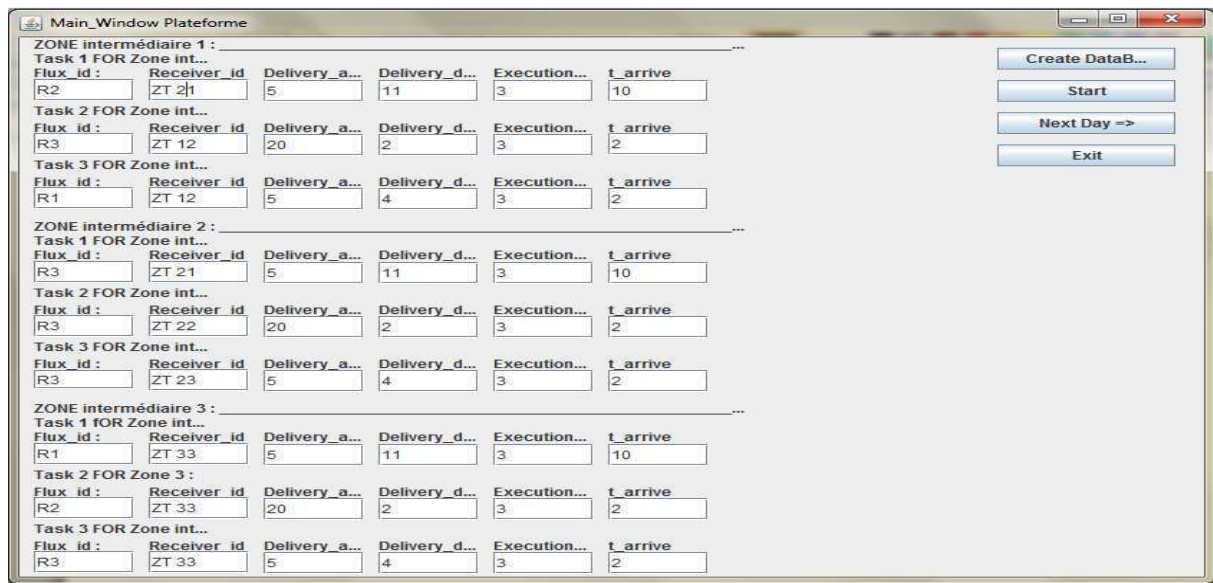 Main_Window Plateforme
ZONE intermédiaire 1 : ...
Task 1 FOR Zone int...
Flux_id : Receiver_id Delivery_a... Delivery_d... Execution... t_arrive
R2 ZT 21 5 11 3 10
Task 2 FOR Zone int...
Flux_id : Receiver_id Delivery_a... Delivery_d... Execution... t_arrive
R3 ZT 12 20 2 3 2
Task 3 FOR Zone int...
Flux_id : Receiver_id Delivery_a... Delivery_d... Execution... t_arrive
R1 ZT 12 5 4 3 2
ZONE intermédiaire 2 : ...
Task 1 FOR Zone int...
Flux_id : Receiver_id Delivery_a... Delivery_d... Execution... t_arrive
R3 ZT 21 5 11 3 10
Task 2 FOR Zone int...
Flux_id : Receiver_id Delivery_a... Delivery_d... Execution... t_arrive
R3 ZT 22 20 2 3 2
Task 3 FOR Zone int...
Flux_id : Receiver_id Delivery_a... Delivery_d... Execution... t_arrive
R3 ZT 23 5 4 3 2
ZONE intermédiaire 3 : ...
Task 1 fOR Zone int...
Flux_id : Receiver_id Delivery_a... Delivery_d... Execution... t_arrive
R1 ZT 33 5 11 3 10
Task 2 FOR Zone 3 :
Flux_id : Receiver_id Delivery_a... Delivery_d... Execution... t_arrive
R2 ZT 33 20 2 3 2
Task 3 FOR Zone int...
Flux_id : Receiver_id Delivery_a... Delivery_d... Execution... t_arrive
R3 ZT 33 5 4 3 2
Create DataB...
Start
Next Day =>
Exit